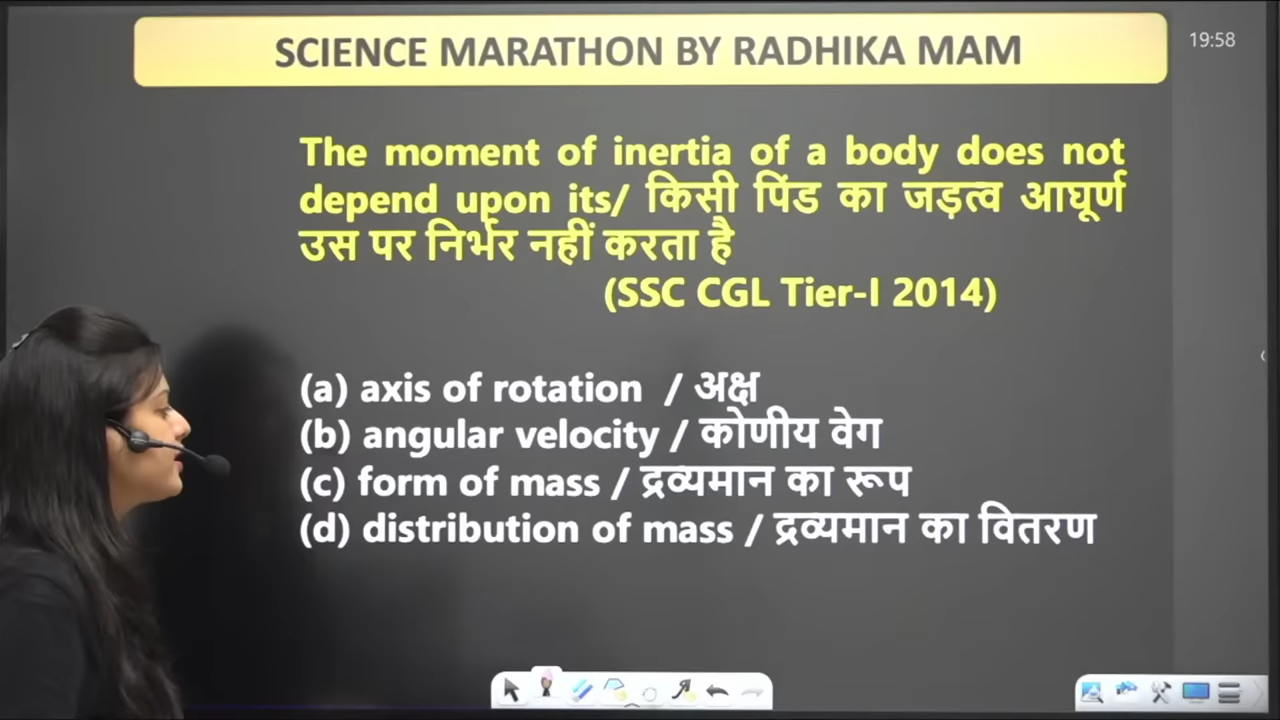 SCIENCE MARATHON BY RADHIKA MAM
19:58
The moment of inertia of a body does not
depend upon its/ किसी पिंड का जड़त्व आघूर्ण
उस पर निर्भर नहीं करता है
(SSC CGL Tier-I 2014)
(a) axis of rotation / अक्ष
(b) angular velocity / कोणीय वेग
(c) form of mass / द्रव्यमान का रूप
(d) distribution of mass / द्रव्यमान का वितरण